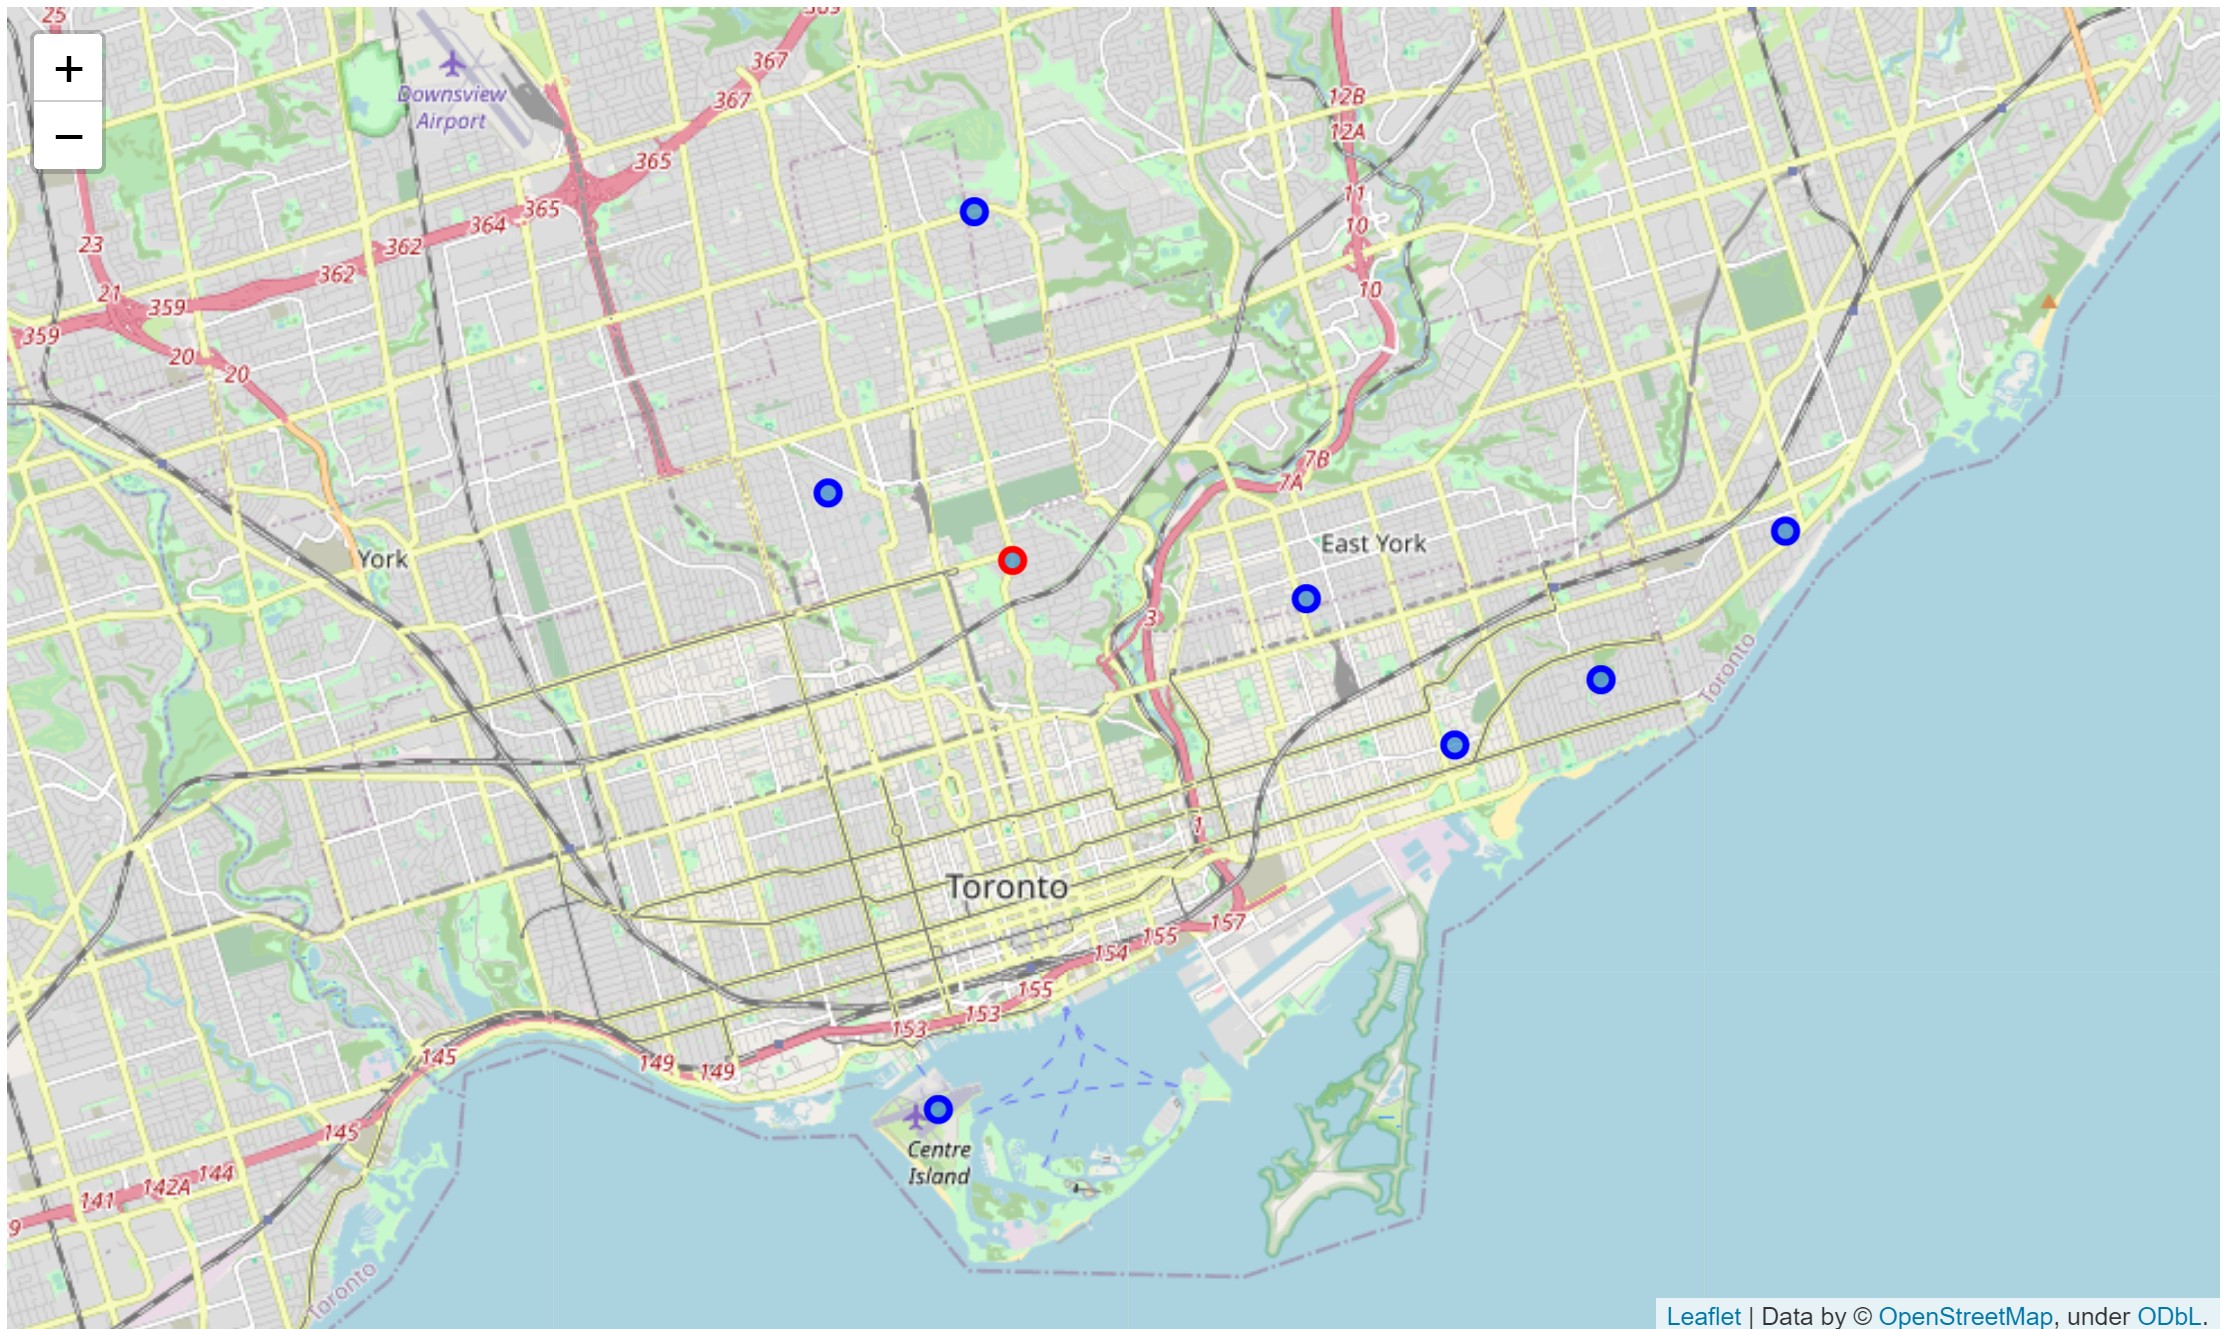 25
369
367
+
Downsview
Airport
367
12B
−
12A
365
11
365
364
10
23
362
362
10
21
359
359
20
20
7B
7A
York
East York
3
Toronto
1
Toronto
157
155
154
155
153
153
145
149
149
145
Centre
Island
144
142A
141
9
Toronto
Leaflet | Data by © OpenStreetMap, under ODbL.